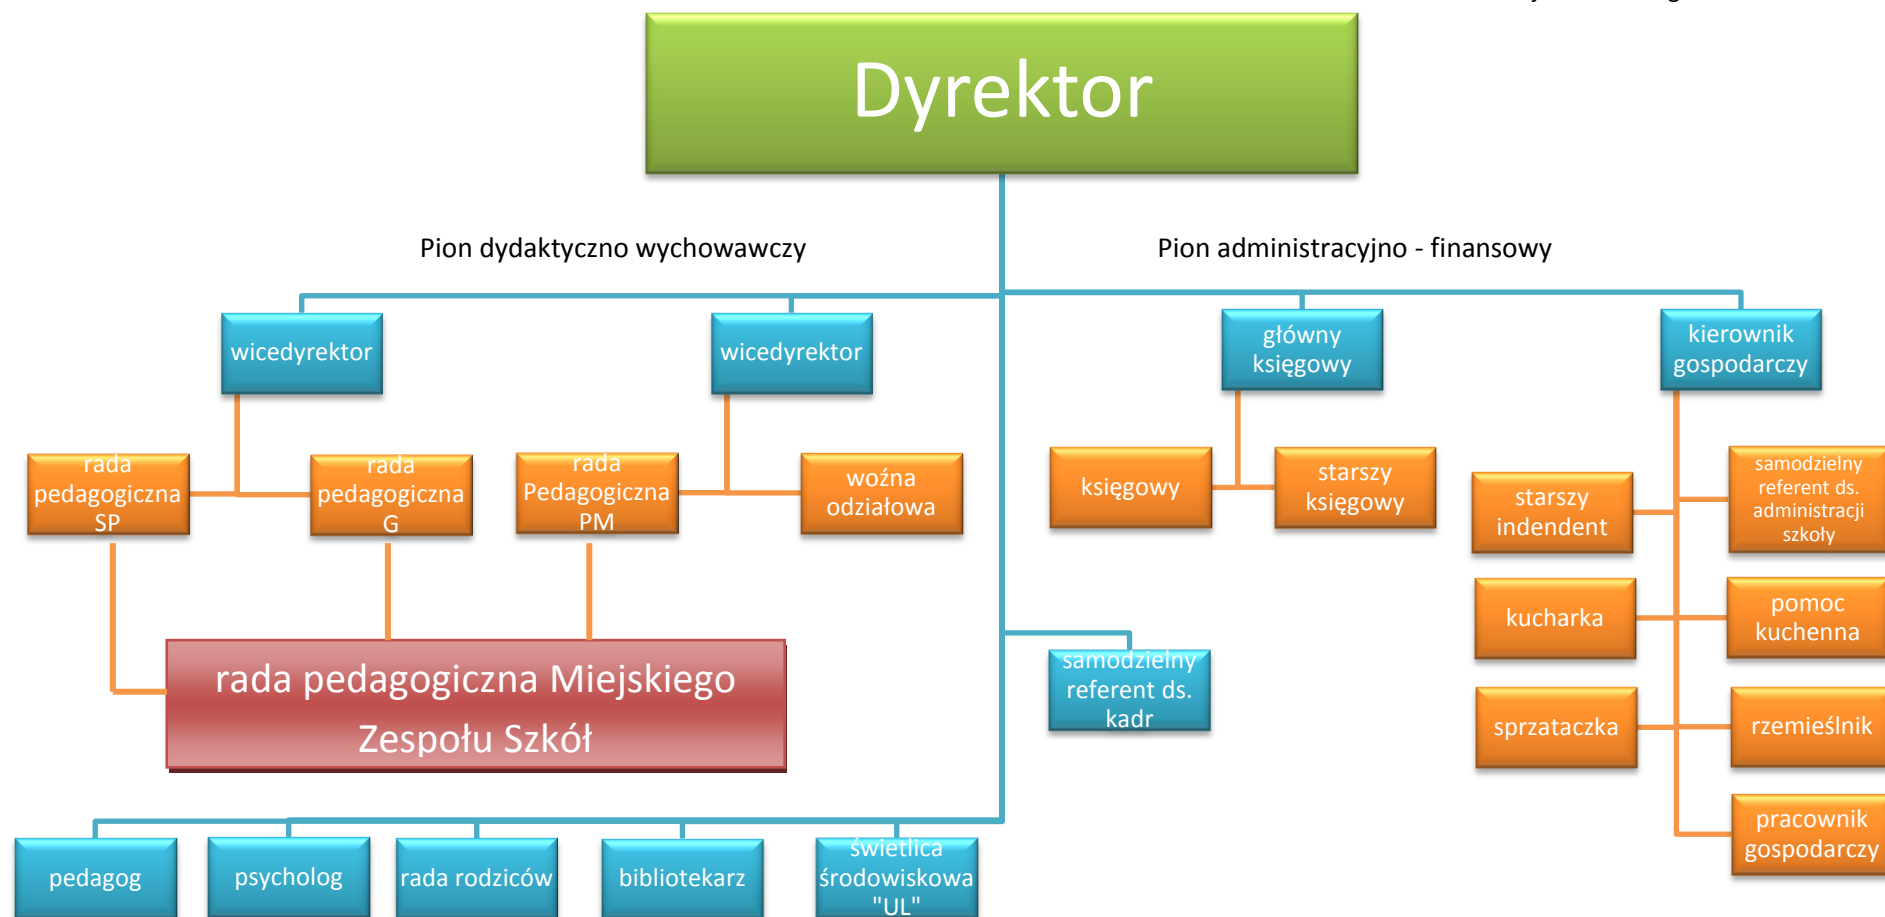 Dyrektor
Pion dydaktyczno wychowawczy
Pion administracyjno - finansowy
wicedyrektor
wicedyrektor
główny
księgowy
kierownik
gospodarczy
rada
pedagogiczna
SP
rada
pedagogiczna
G
rada
Pedagogiczna
PM
woźna
odziałowa
księgowy
starszy
księgowy
starszy
indendent
samodzielny
referent ds.
administracji
szkoły
kucharka
pomoc
kuchenna
rada pedagogiczna Miejskiego
Zespołu Szkół
samodzielny
referent ds.
kadr
sprzataczka
rzemieślnik
pracownik
gospodarczy
pedagog
psycholog
rada rodziców
bibliotekarz
świetlica
środowiskowa
"UL"